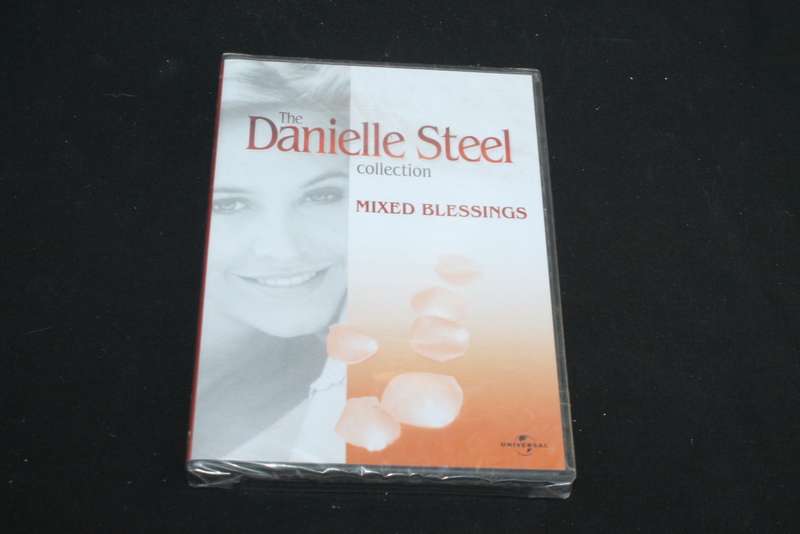 The
Danielle Steel
collection
MIXED BLESSINGS
UNIVERSAL